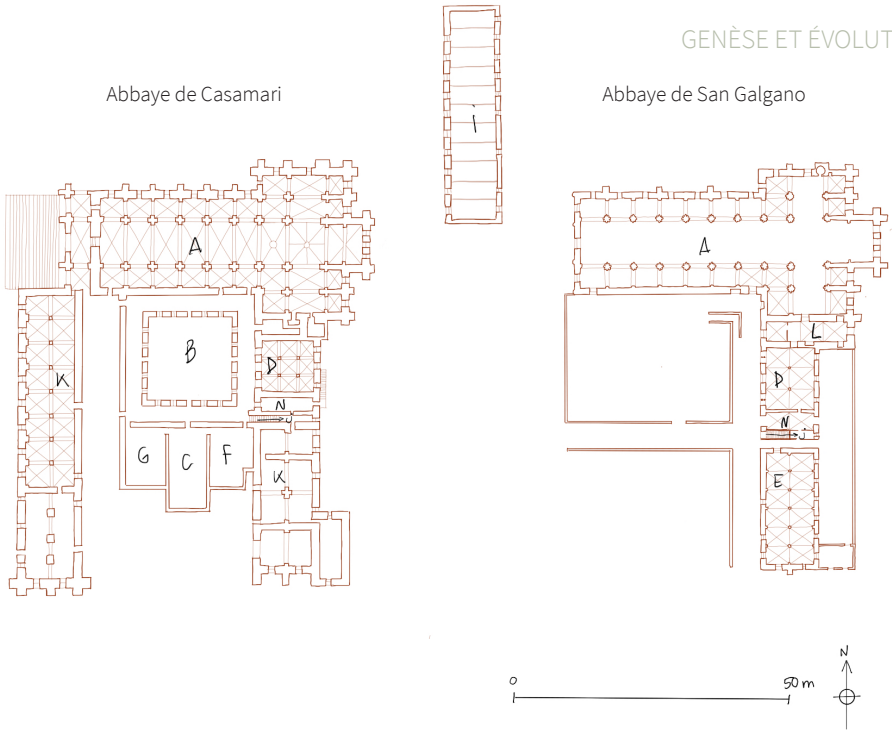 GENÈSE ET ÉVOLUT
Abbaye de Casamari
Abbaye de San Galgano
i
A
B
K
D
N
j
G
C
F
K
A
L
D
N
j
E
N
0
50 m